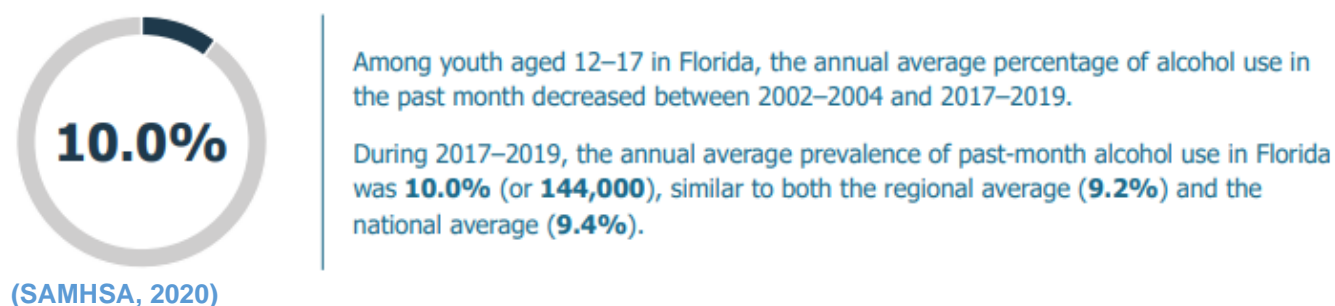 10.0%
Among youth aged 12–17 in Florida, the annual average percentage of alcohol use in
the past month decreased between 2002–2004 and 2017–2019.
During 2017–2019, the annual average prevalence of past-month alcohol use in Florida
was 10.0% (or 144,000), similar to both the regional average (9.2%) and the
national average (9.4%).
(SAMHSA, 2020)